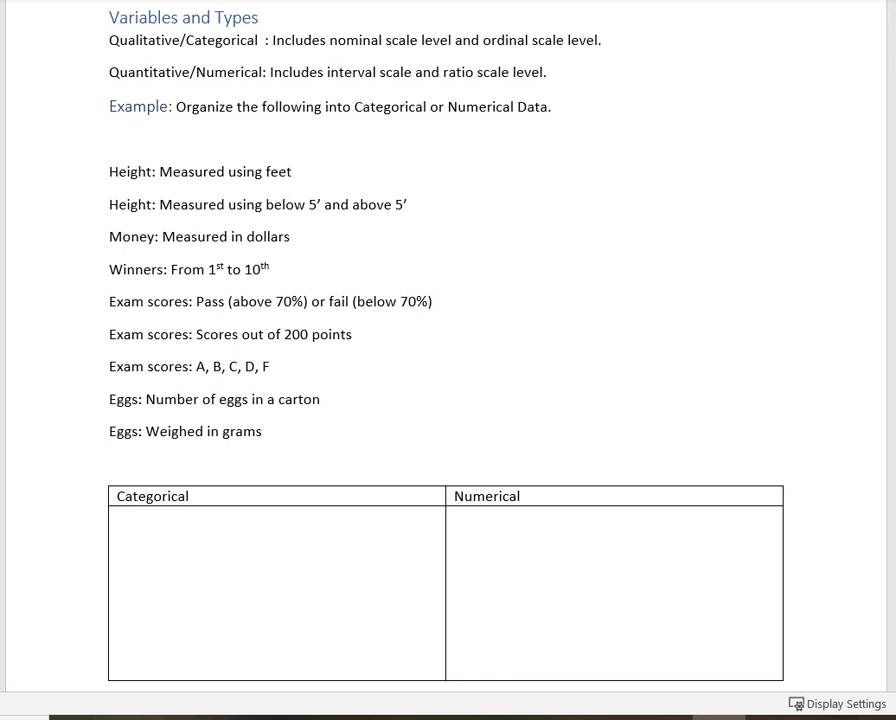 Variables and Types
Qualitative/Categorical : Includes nominal scale level and ordinal scale level.
Quantitative/Numerical: Includes interval scale and ratio scale level.
Example: Organize the following into Categorical or Numerical Data.
Height: Measured using feet
Height: Measured using below 5’ and above 5’
Money: Measured in dollars
Winners: From 1st to 10th
Exam scores: Pass (above 70%) or fail (below 70%)
Exam scores: Scores out of 200 points
Exam scores: A, B, C, D, F
Eggs: Number of eggs in a carton
Eggs: Weighed in grams
Categorical Numerical
Display Settings